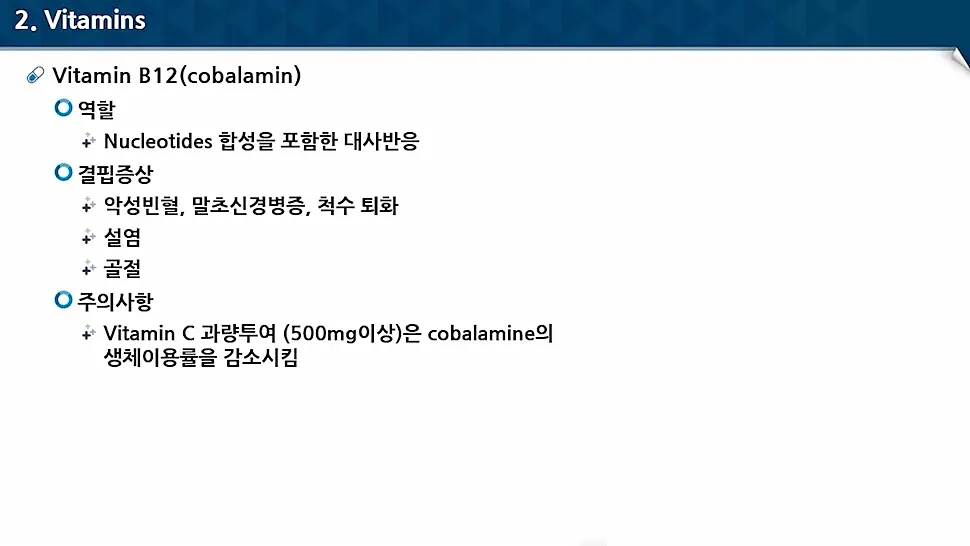 2. Vitamins
Vitamin B12(cobalamin)
역할
Nucleotides 합성을 포함한 대사반응
결핍증상
악성빈혈, 말초신경병증, 척수 퇴화
설염
골절
주의사항
Vitamin C 과량투여 (500mg이상)은 cobalamine의
생체이용률을 감소시킴